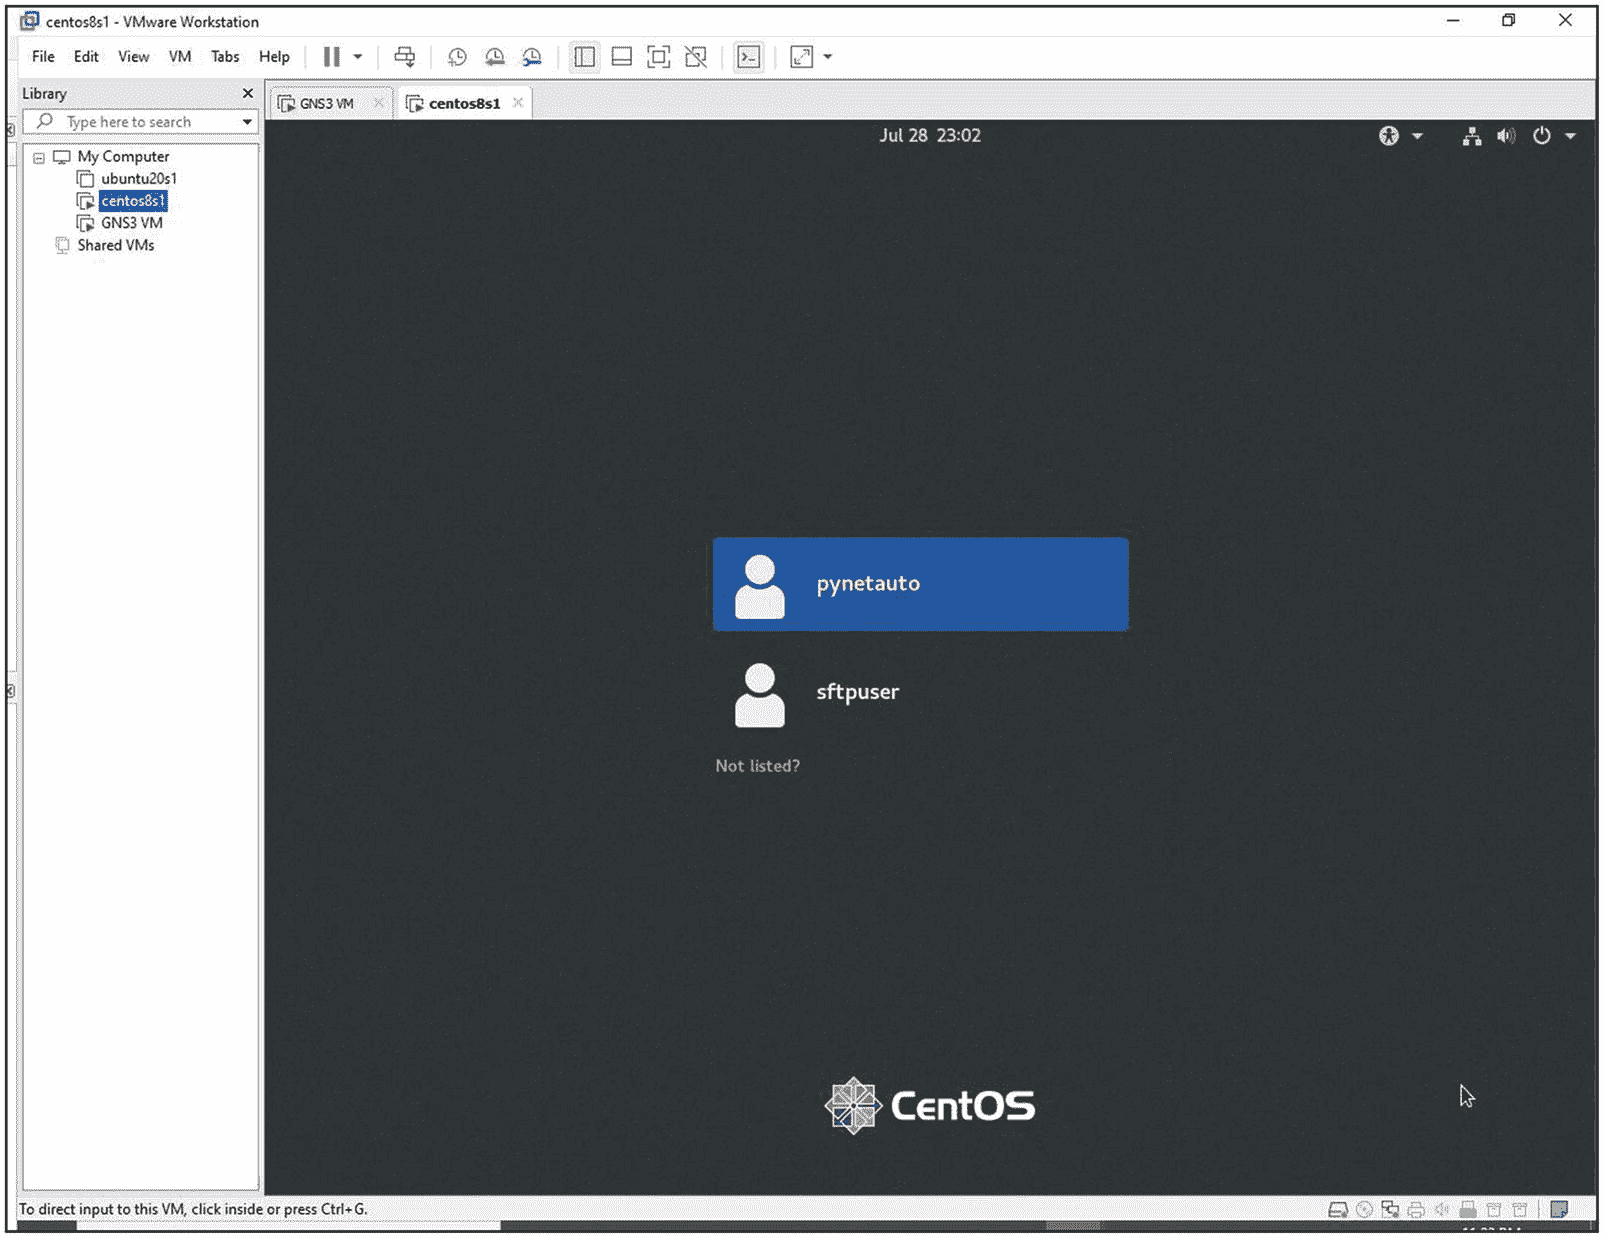 centos8s1 - VMware Workstation
File Edit View VM Tabs Help
Library
GNS3 VM
centos8s1
Type here to search
Jul 28 23:02
My Computer
ubuntu20s1
centos8s1
GNS3 VM
Shared VMs
pynetauto
sftpuser
Not listed?
CentOS
To direct input to this VM, click inside or press Ctrl+G.